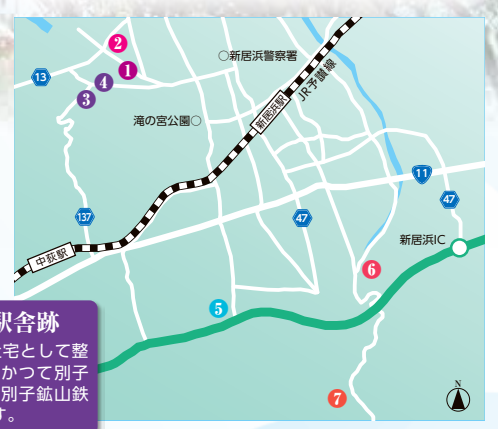 2
○新居浜警察署
JR予讃線
1
13
4
3
滝の宮公園○
新居浜駅
11
137
47
47
中萩駅
新居浜IC
6
5
駅舎跡
社宅として整
かつて別子
別子鉱山鉄
す。
7
N